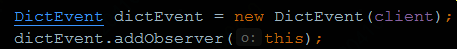 DictEvent dictEvent = new DictEvent(client);
dictEvent.addObserver( o: this);